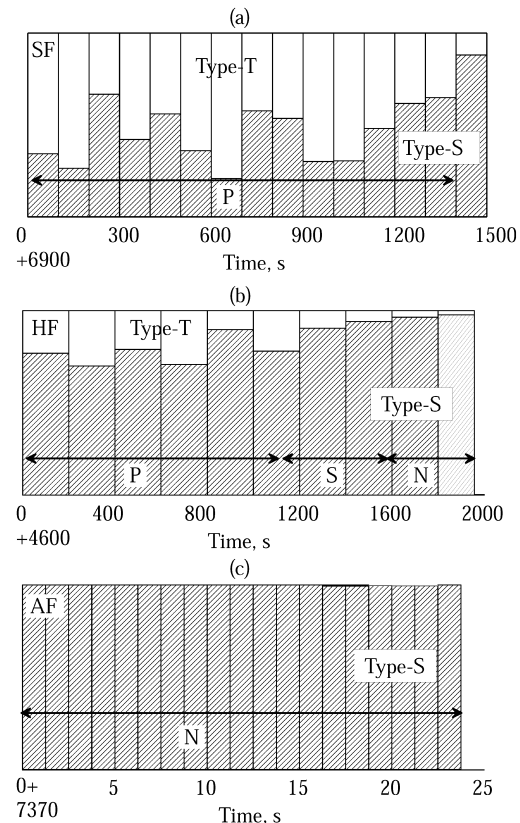 (a)
SF
Type-T
Type-S
P
0 300 600 900 1200 1500
+6900
Time, s
(b)
HF
Type-T
Type-S
P S N
0 400 800 1200 1600 2000
+4600
Time, s
(c)
AF
Type-S
N
0+ 5 10 15 20 25
7370
Time, s